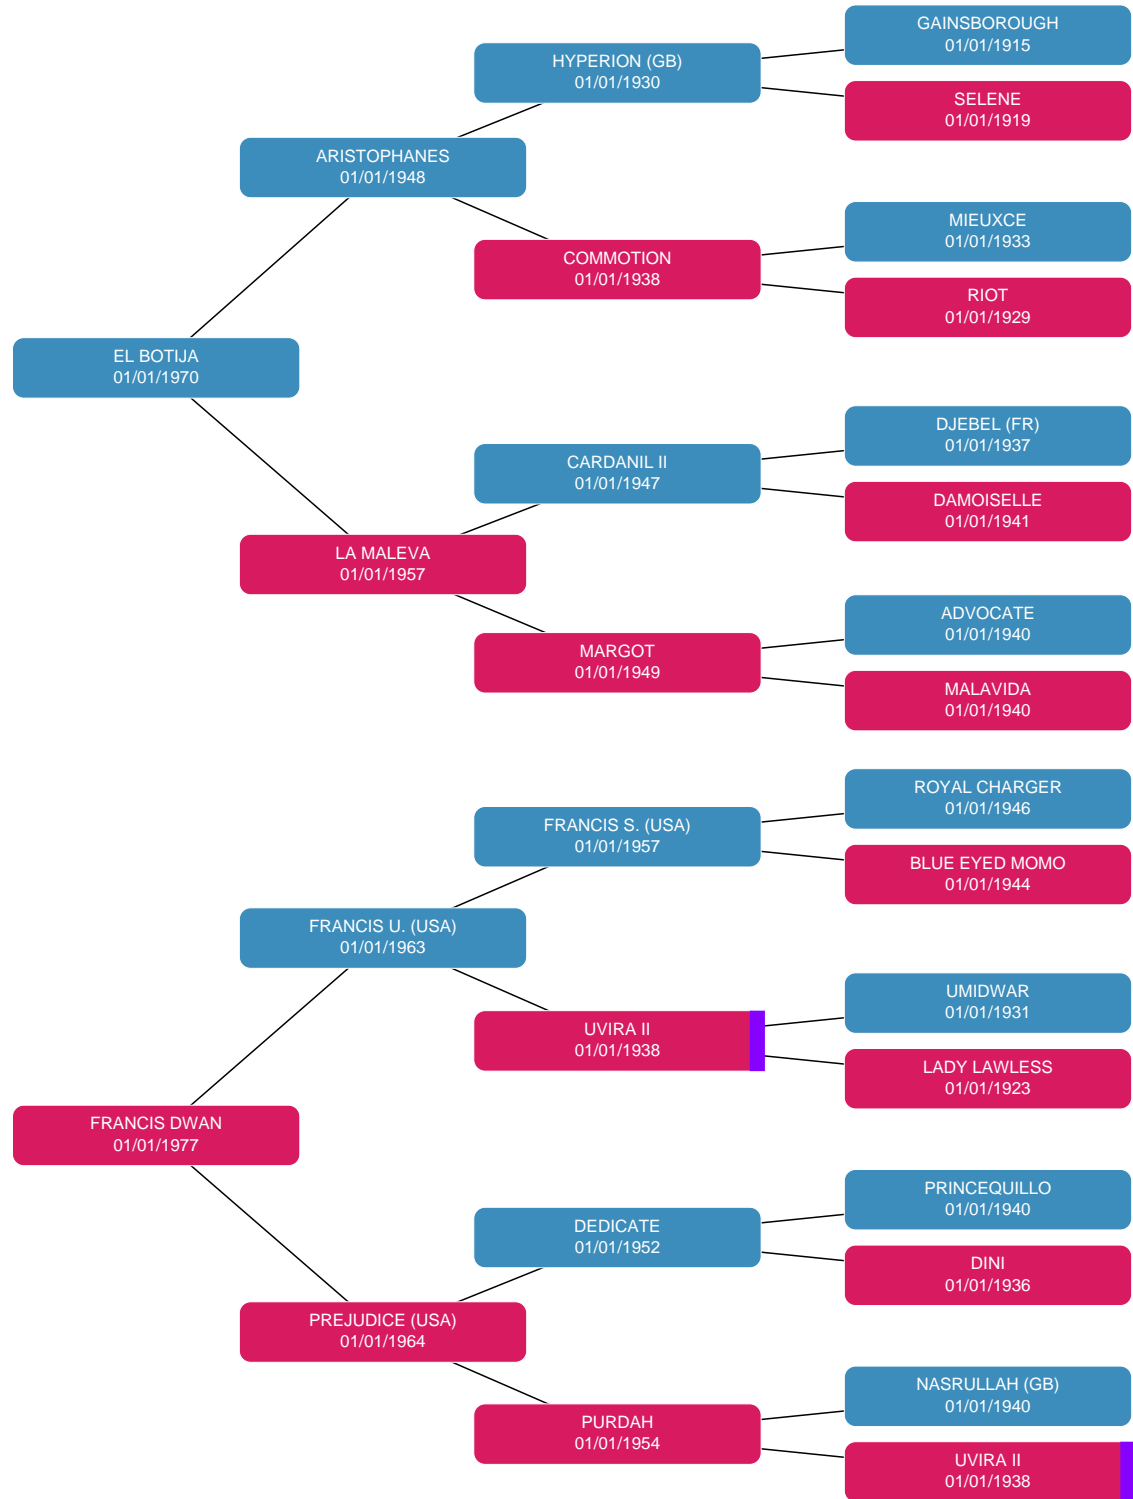 GAINSBOROUGH
01/01/1915
HYPERION (GB)
01/01/1930
SELENE
01/01/1919
ARISTOPHANES
01/01/1948
MIEUXCE
01/01/1933
COMMOTION
01/01/1938
RIOT
01/01/1929
EL BOTIJA
01/01/1970
DJEBEL (FR)
01/01/1937
CARDANIL II
01/01/1947
DAMOISELLE
01/01/1941
LA MALEVA
01/01/1957
ADVOCATE
01/01/1940
MARGOT
01/01/1949
MALAVIDA
01/01/1940
ROYAL CHARGER
01/01/1946
FRANCIS S. (USA)
01/01/1957
BLUE EYED MOMO
01/01/1944
FRANCIS U. (USA)
01/01/1963
UMIDWAR
01/01/1931
UVIRA II
01/01/1938
LADY LAWLESS
01/01/1923
FRANCIS DWAN
01/01/1977
PRINCEQUILLO
01/01/1940
DEDICATE
01/01/1952
DINI
01/01/1936
PREJUDICE (USA)
01/01/1964
NASRULLAH (GB)
01/01/1940
PURDAH
01/01/1954
UVIRA II
01/01/1938